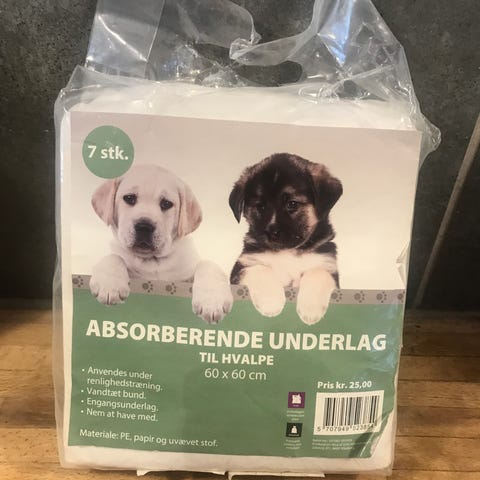 7 stk.
ABSORBERENDE UNDERLAG
TIL HVALPE
60 x 60 cm
• Anvendes under
renlighedstræning.
• Vandtæt bund.
• Engangsunderlag.
• Nem at have med.
Materiale: PE, papir og uvævet stof.
Pris kr. 25,00